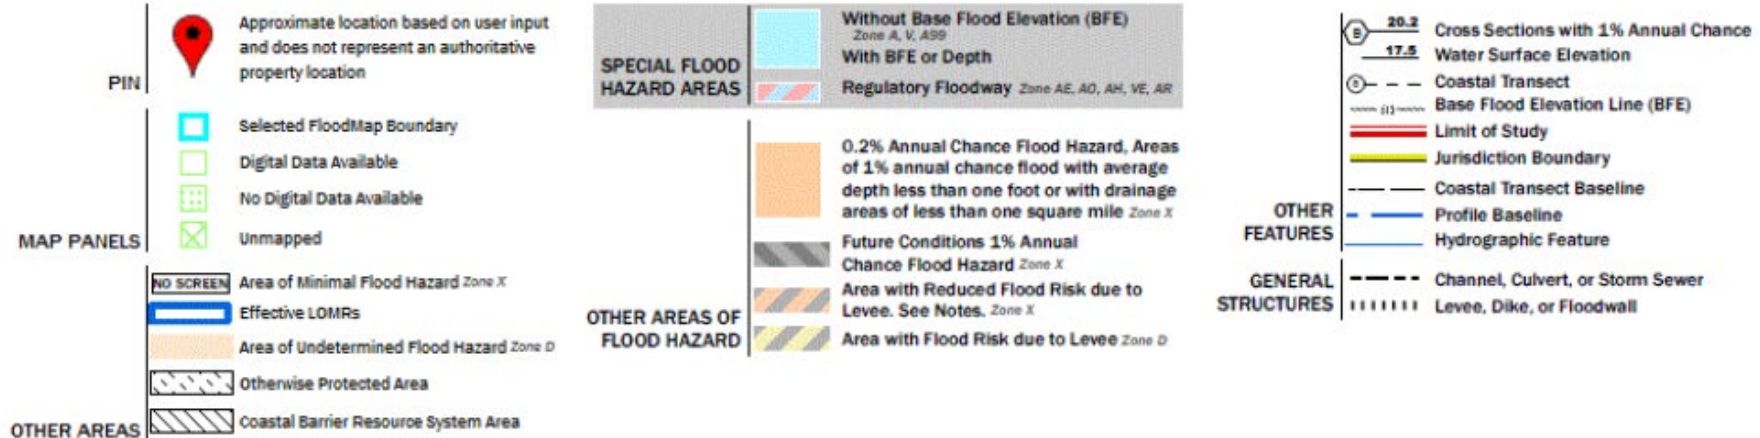 PIN
Approximate location based on user input
and does not represent an authoritative
property location
MAP PANELS
Selected FloodMap Boundary
Digital Data Available
No Digital Data Available
Unmapped
OTHER AREAS
NO SCREEN Area of Minimal Flood Hazard Zone X
Effective LOMRs
Area of Undetermined Flood Hazard Zone D
Otherwise Protected Area
Coastal Barrier Resource System Area
SPECIAL FLOOD
HAZARD AREAS
Without Base Flood Elevation (BFE)
Zone A, V, A99
With BFE or Depth
Regulatory Floodway Zone AE, AO, AH, VE, AR
OTHER AREAS OF
FLOOD HAZARD
0.2% Annual Chance Flood Hazard, Areas
of 1% annual chance flood with average
depth less than one foot or with drainage
areas of less than one square mile Zone X
Future Conditions 1% Annual
Chance Flood Hazard Zone X
Area with Reduced Flood Risk due to
Levee. See Notes. Zone X
Area with Flood Risk due to Levee Zone D
OTHER
FEATURES
B 20.2 Cross Sections with 1% Annual Chance
17.5 Water Surface Elevation
Coastal Transect
Base Flood Elevation Line (BFE)
Limit of Study
Jurisdiction Boundary
Coastal Transect Baseline
Profile Baseline
Hydrographic Feature
GENERAL
STRUCTURES
Channel, Culvert, or Storm Sewer
Levee, Dike, or Floodwall